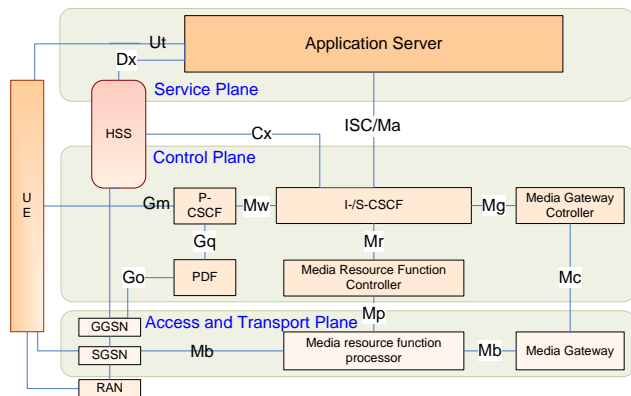 Ut
Application Server
Dx
Service Plane
HSS
Cx
ISC/Ma
Control Plane
U
E
Gm
P-
CSCF
Mw
I-/S-CSCF
Mg
Media Gateway
Cotroller
Gq
Mr
Go
PDF
Media Resource Function
Controller
Mc
GGSN
Access and Transport Plane
Mp
SGSN
Mb
Media resource function
processor
Mb
Media Gateway
RAN